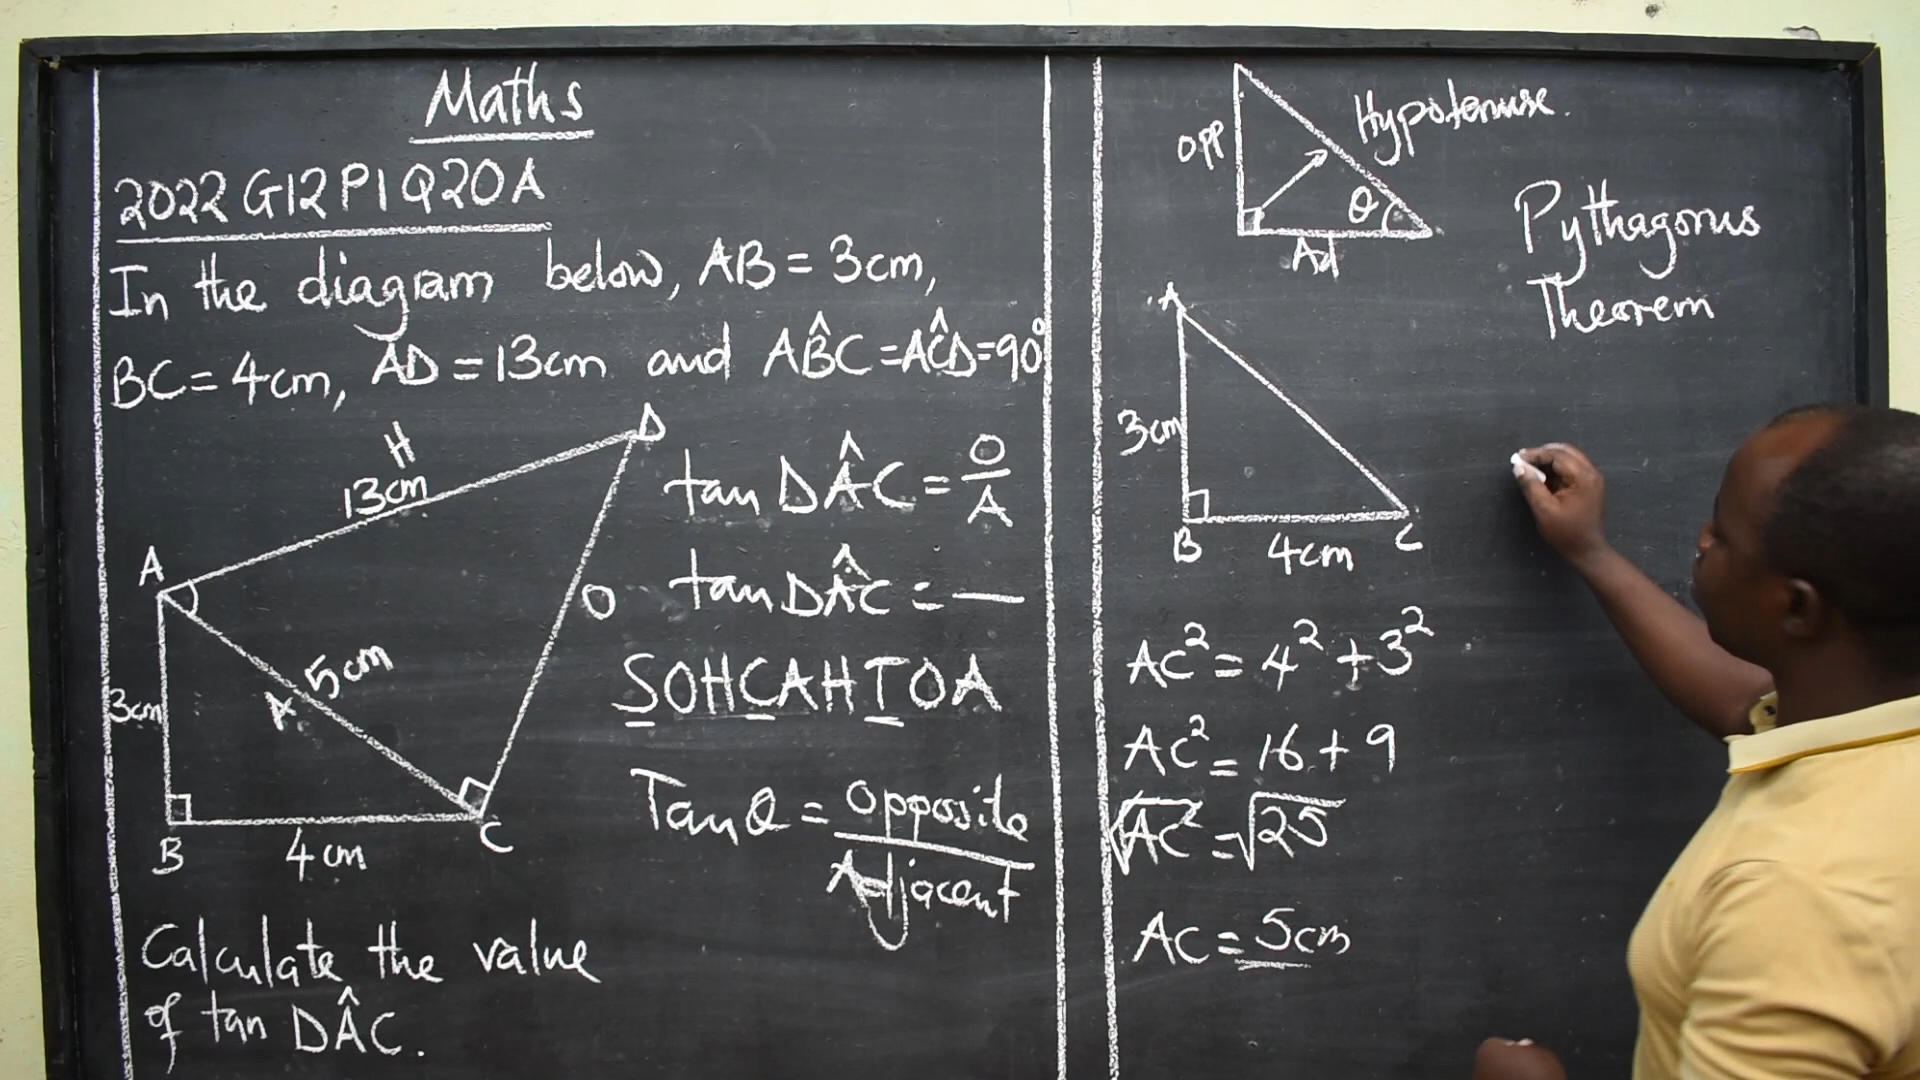 Maths
2022 G12 P1 Q20A
In the diagram below, AB = 3cm,
BC = 4cm, AD = 13cm and AB̂C = AĈD = 90°
H
13cm
D
A
O
5cm
A
3cm
B
4cm
C
tan DÂC = O/A
tan DÂC = —
SOHCAHTOA
Tan θ = Opposite/Adjacent
Calculate the value
of tan DÂC.
Hypotenuse.
opp
θ
Ad
Pythagorus
Theorem
A
3cm
B
4cm
C
AC² = 4² + 3²
AC² = 16 + 9
√AC² = √25
AC = 5cm